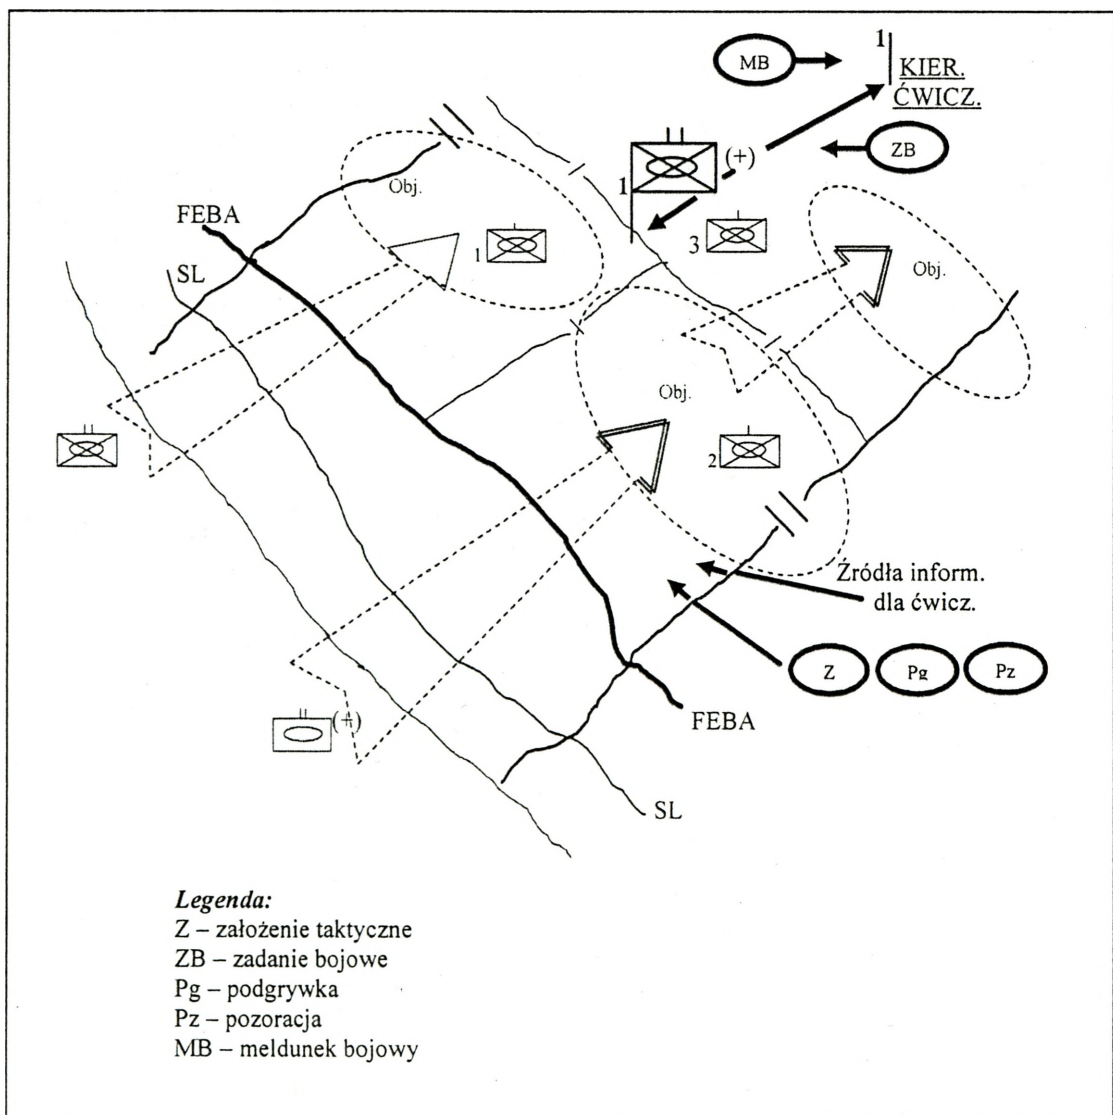 1
MB
KIER.
ĆWICZ.
(+)
ZB
1
Obj.
FEBA
1
3
SL
Obj.
Obj.
2
Źródła inform.
dla ćwicz.
Z
Pg
Pz
(+)
FEBA
SL
Legenda:
Z – założenie taktyczne
ZB – zadanie bojowe
Pg – podgrywka
Pz – pozoracja
MB – meldunek bojowy